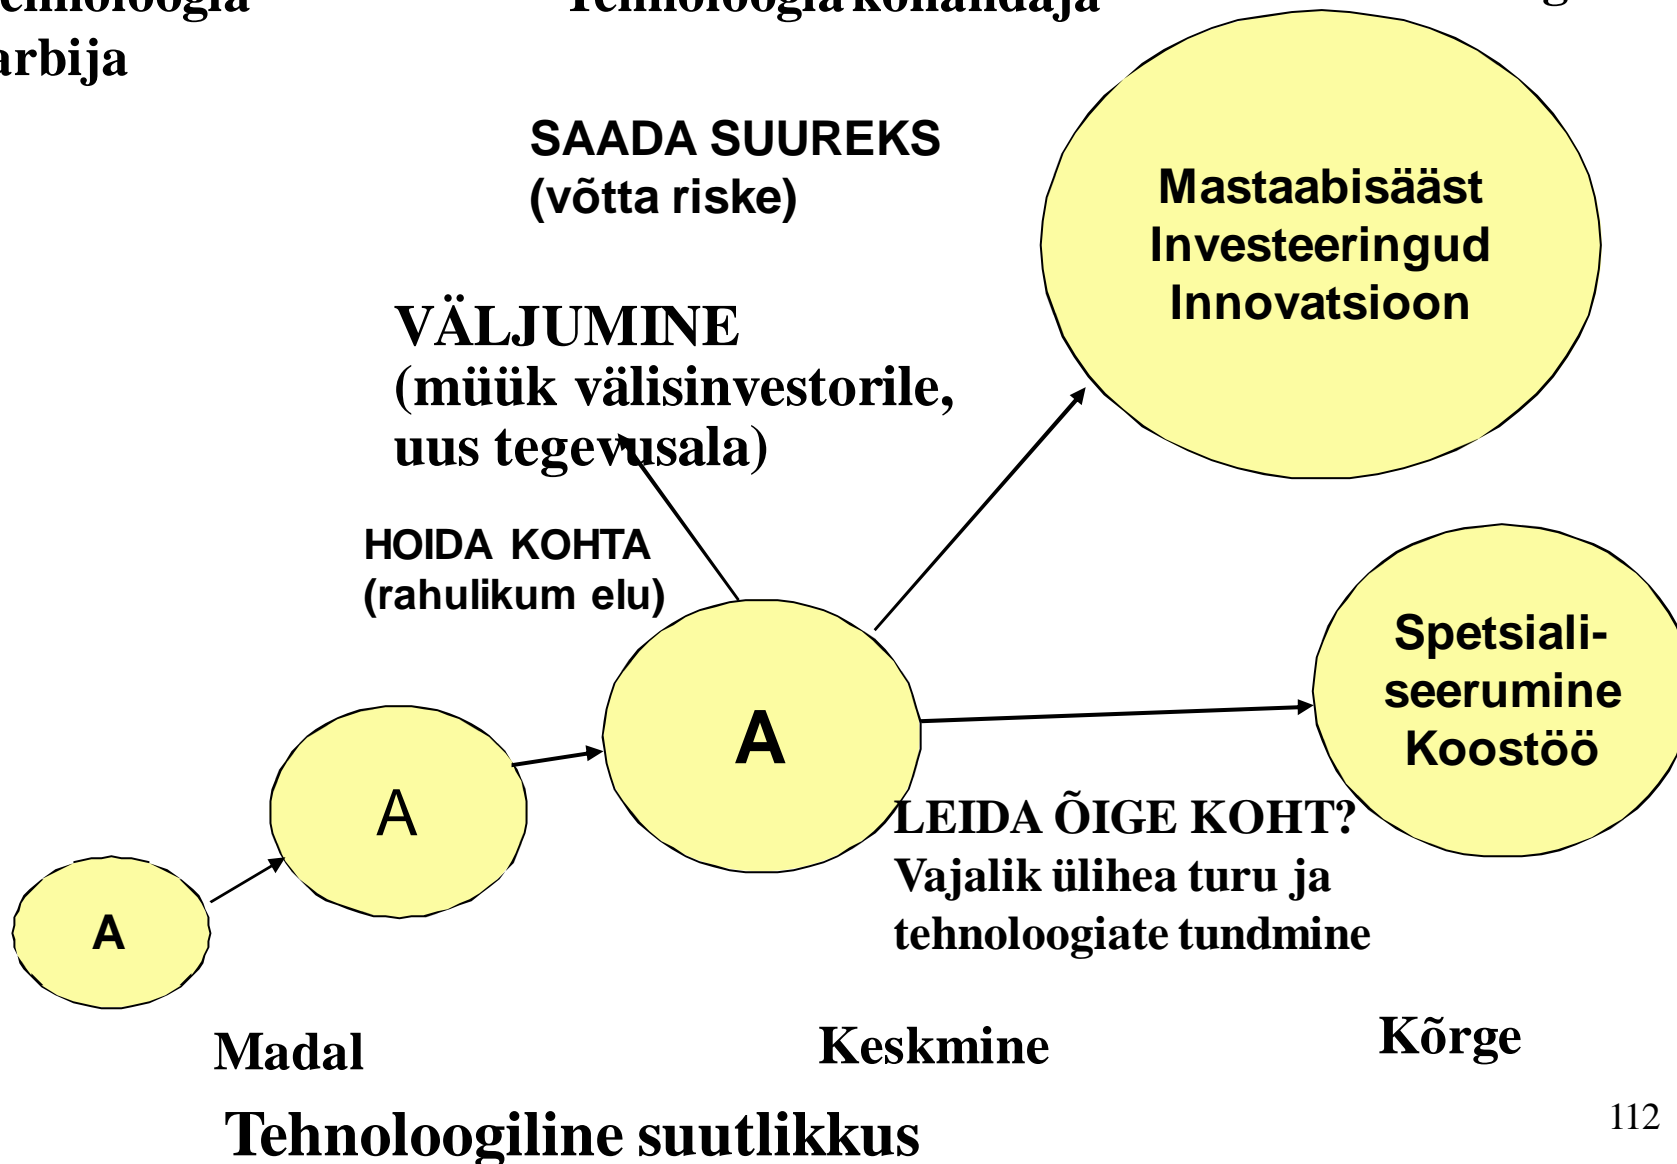 arbija
SAADA SUUREKS
(võtta riske)
Mastaabisääst
Investeeringud
Innovatsioon
VÄLJUMINE
(müük välisinvestorile,
uus tegevusala)
HOIDA KOHTA
(rahulikum elu)
Spetsiali-
seerumine
Koostöö
A
A
A
LEIDA ÕIGE KOHT?
Vajalik ülihea turu ja
tehnoloogiate tundmine
Madal
Keskmine
Kõrge
Tehnoloogiline suutlikkus
112